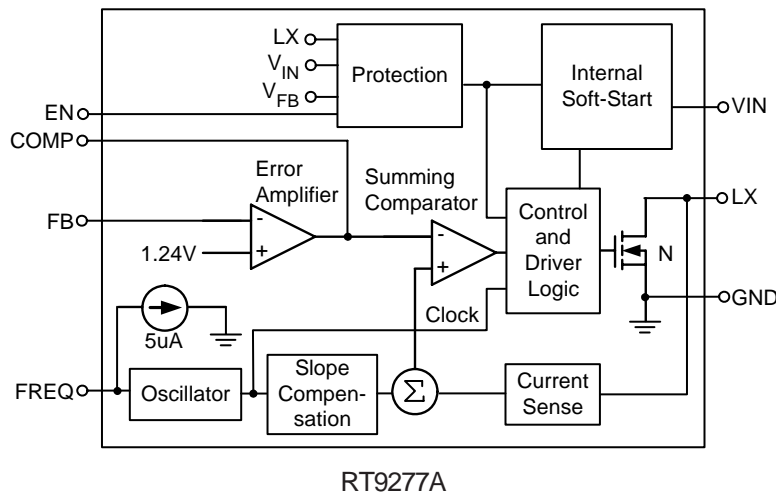 LX
VIN
VFB
Protection
Internal
Soft-Start
VIN
EN
COMP
Error
Amplifier
Summing
Comparator
LX
FB
-
+
1.24V
-
+
Control
and
Driver
Logic
N
GND
5uA
Clock
FREQ
Oscillator
Slope
Compen-
sation
Σ
Current
Sense
RT9277A